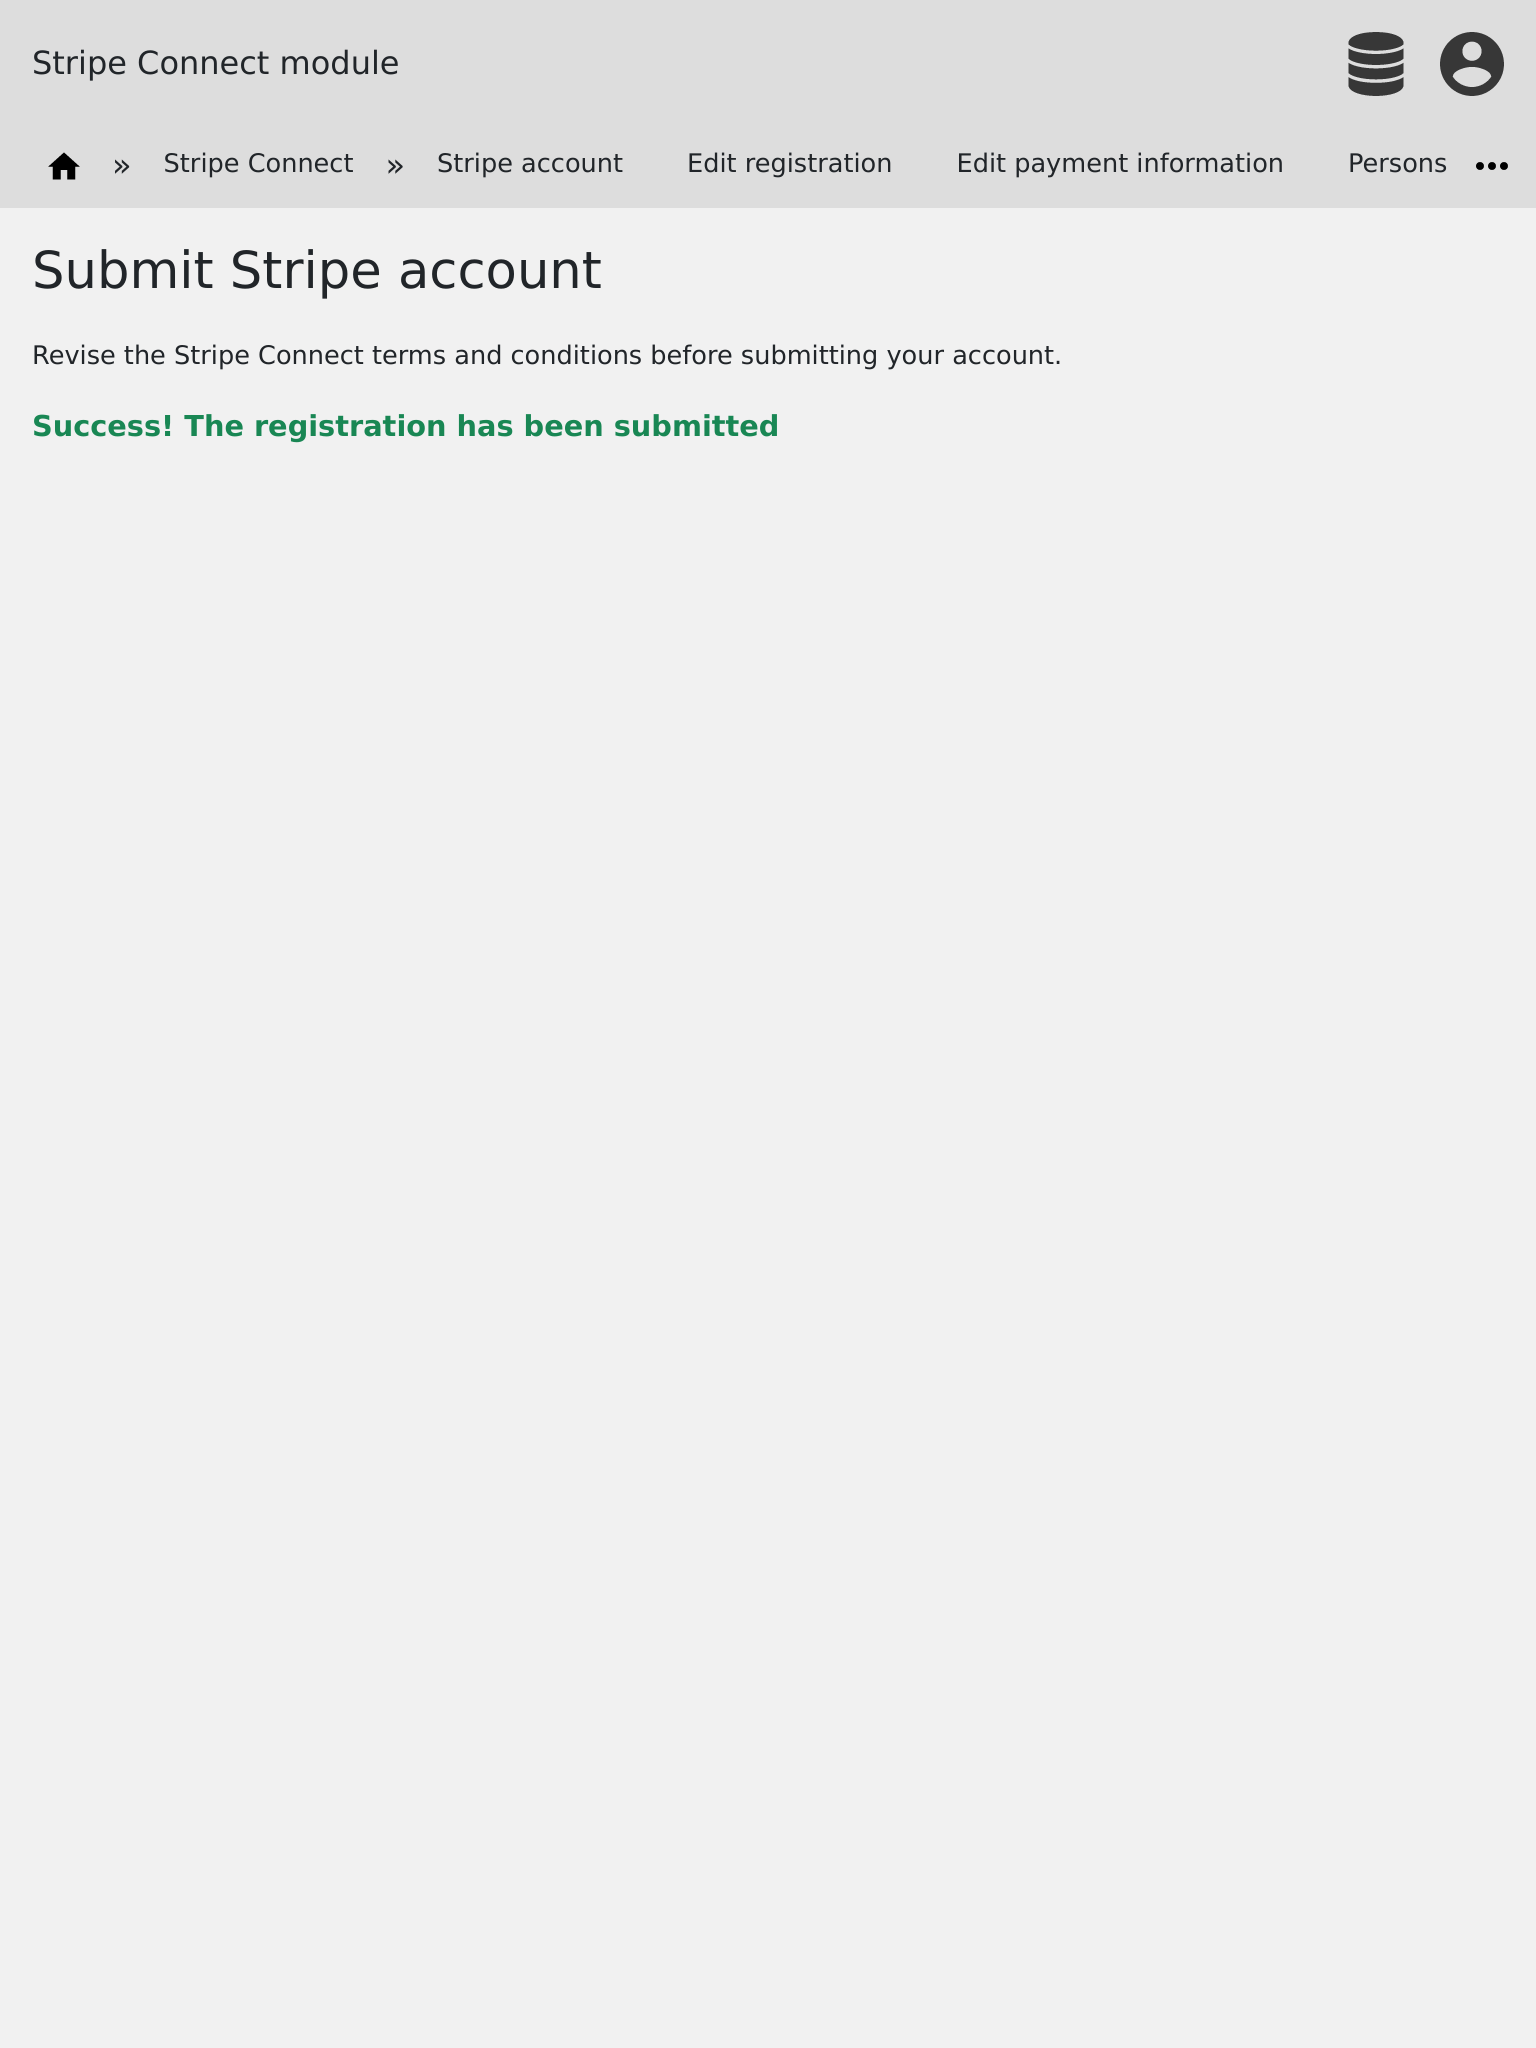 Stripe Connect module
» Stripe Connect » Stripe account Edit registration Edit payment information Persons •••
Submit Stripe account
Revise the Stripe Connect terms and conditions before submitting your account.
Success! The registration has been submitted